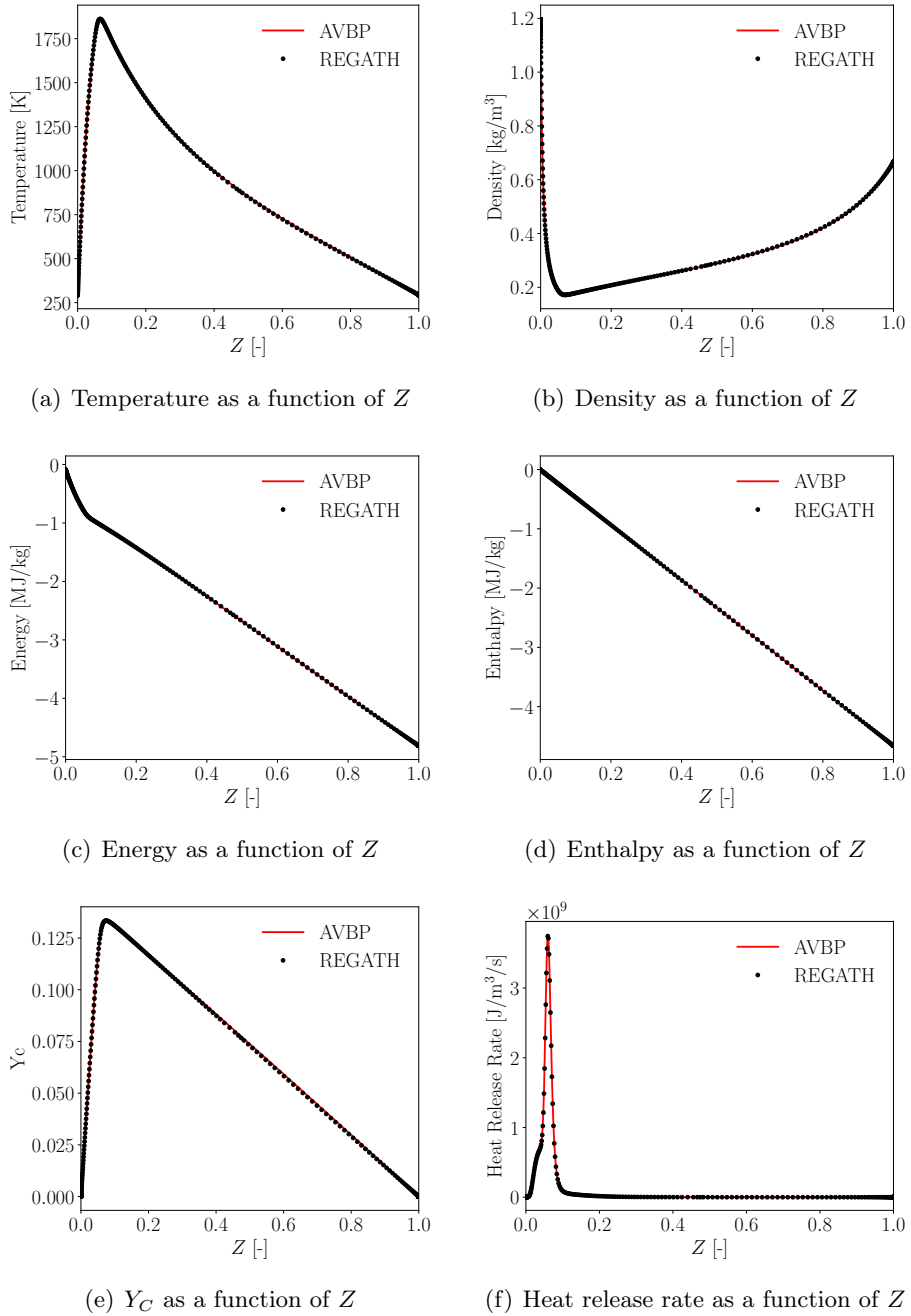 AVBP
REGATH
1750
1500
1250
1000
750
500
250
Temperature [K]
0.0 0.2 0.4 0.6 0.8 1.0
Z [-]
(a) Temperature as a function of Z
AVBP
REGATH
1.2
1.0
0.8
0.6
0.4
0.2
Density [kg/m³]
0.0 0.2 0.4 0.6 0.8 1.0
Z [-]
(b) Density as a function of Z
AVBP
REGATH
0
−1
−2
−3
−4
−5
Energy [MJ/kg]
0.0 0.2 0.4 0.6 0.8 1.0
Z [-]
(c) Energy as a function of Z
AVBP
REGATH
0
−1
−2
−3
−4
Enthalpy [MJ/kg]
0.0 0.2 0.4 0.6 0.8 1.0
Z [-]
(d) Enthalpy as a function of Z
AVBP
REGATH
0.125
0.100
0.075
0.050
0.025
0.000
Yc
0.0 0.2 0.4 0.6 0.8 1.0
Z [-]
(e) Y_C as a function of Z
×10⁹
AVBP
REGATH
3
2
1
0
Heat Release Rate [J/m³/s]
0.0 0.2 0.4 0.6 0.8 1.0
Z [-]
(f) Heat release rate as a function of Z